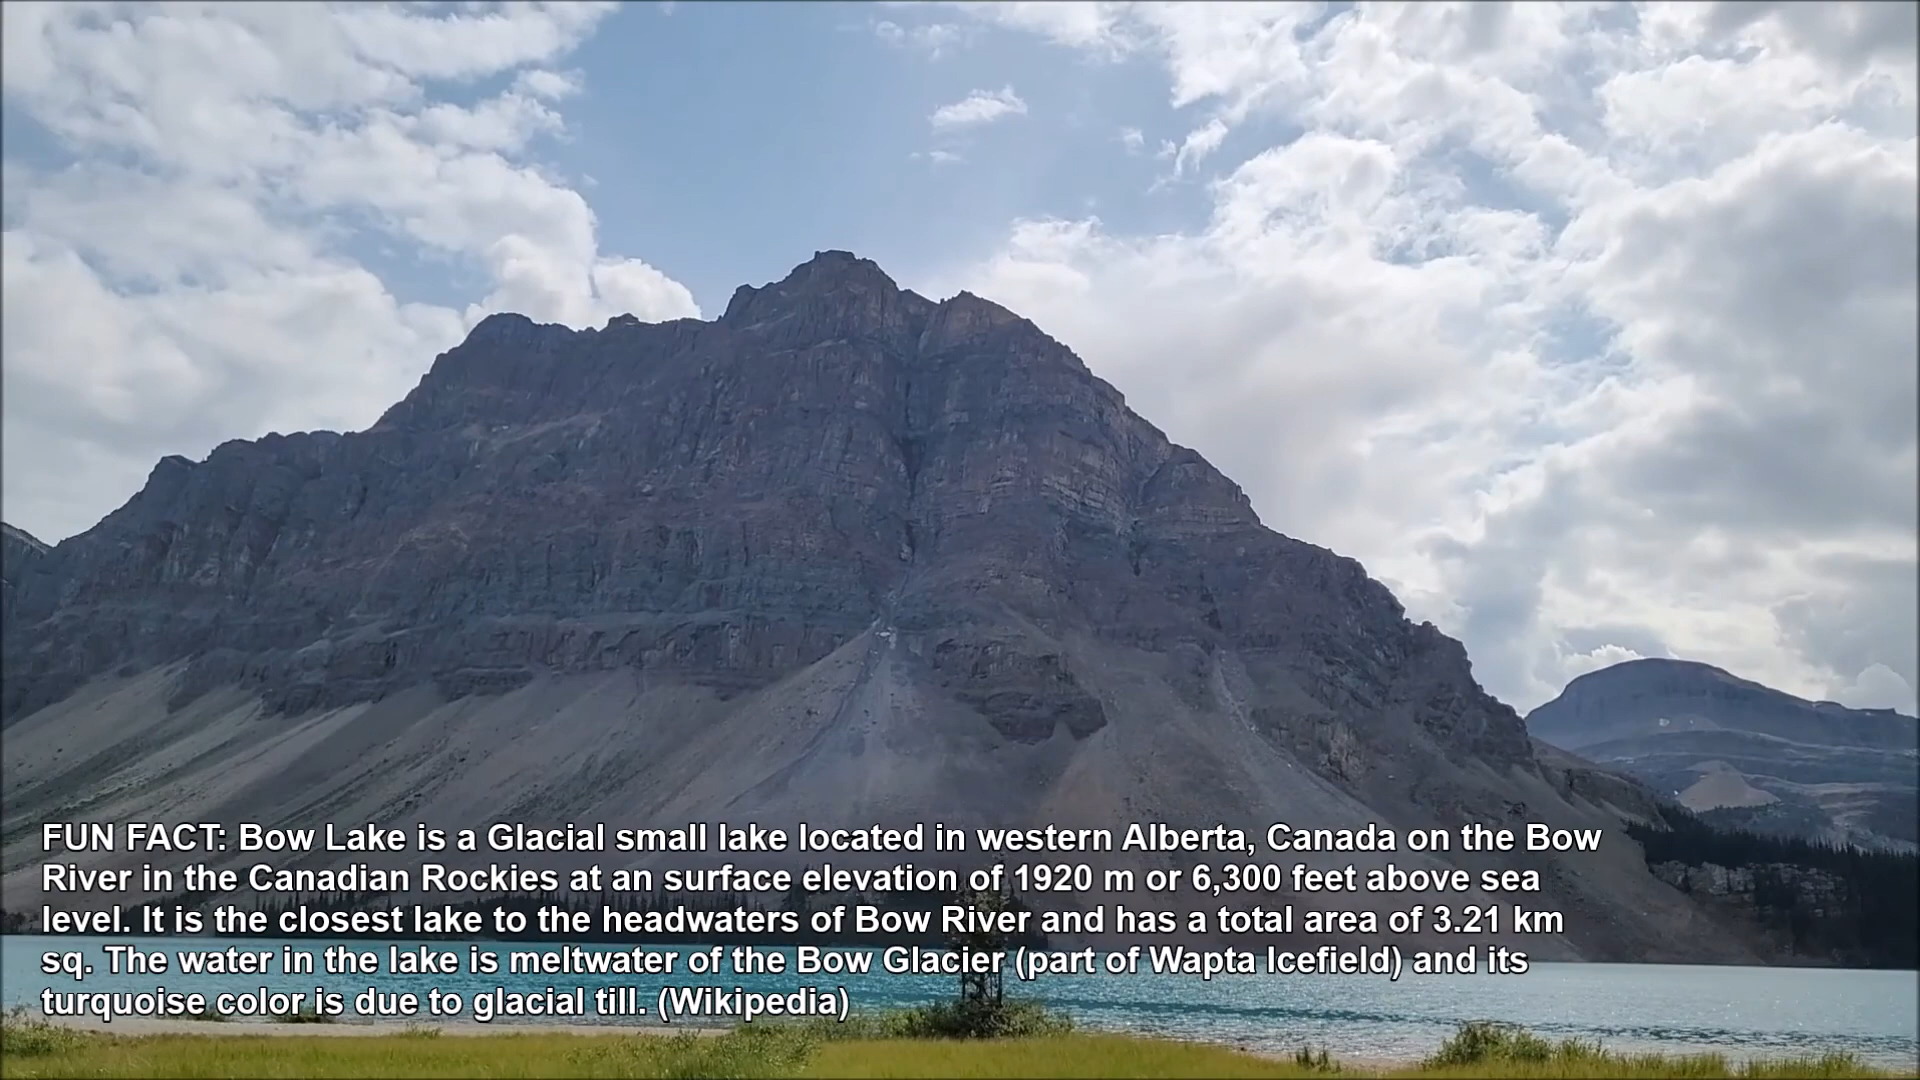 FUN FACT: Bow Lake is a Glacial small lake located in western Alberta, Canada on the Bow
River in the Canadian Rockies at an surface elevation of 1920 m or 6,300 feet above sea
level. It is the closest lake to the headwaters of Bow River and has a total area of 3.21 km
sq. The water in the lake is meltwater of the Bow Glacier (part of Wapta Icefield) and its
turquoise color is due to glacial till. (Wikipedia)